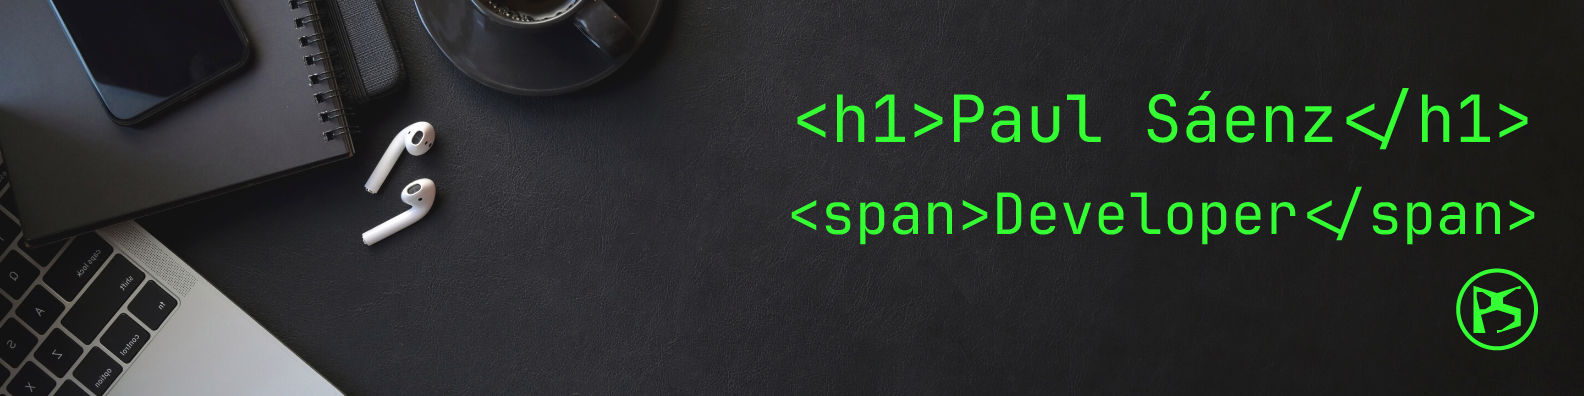 <h1>Paul Sáenz</h1>
<span>Developer</span>
PS
caps lock
shift
fn
control
option
Q
A
S
Z
X